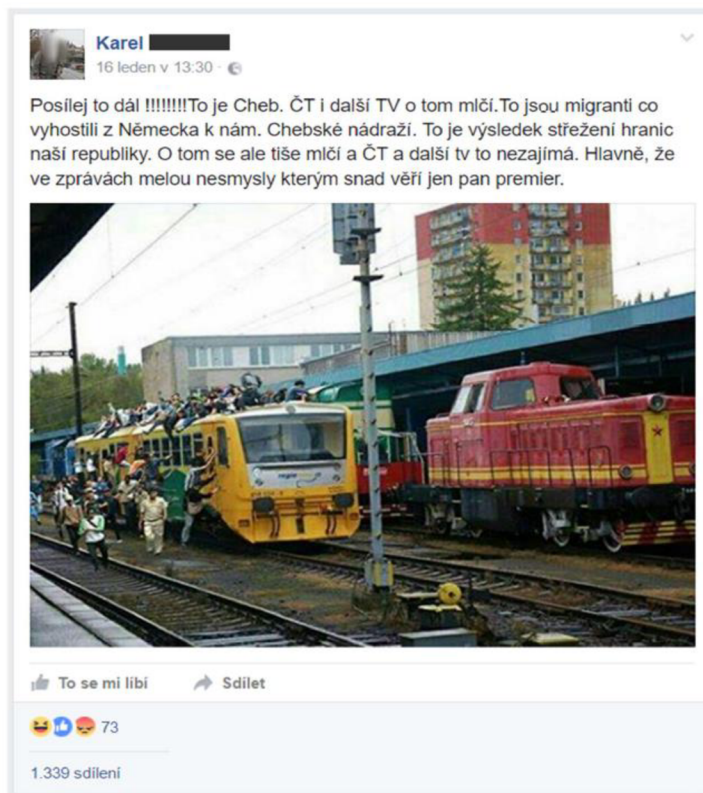 Karel
16 leden v 13:30 ·
Posílej to dál !!!!!!!!To je Cheb. ČT i další TV o tom mlčí.To jsou migranti co
vyhostili z Německa k nám. Chebské nádraží. To je výsledek střežení hranic
naší republiky. O tom se ale tiše mlčí a ČT a další tv to nezajímá. Hlavně, že
ve zprávách melou nesmysly kterým snad věří jen pan premier.
To se mi líbí
Sdílet
73
1.339 sdílení